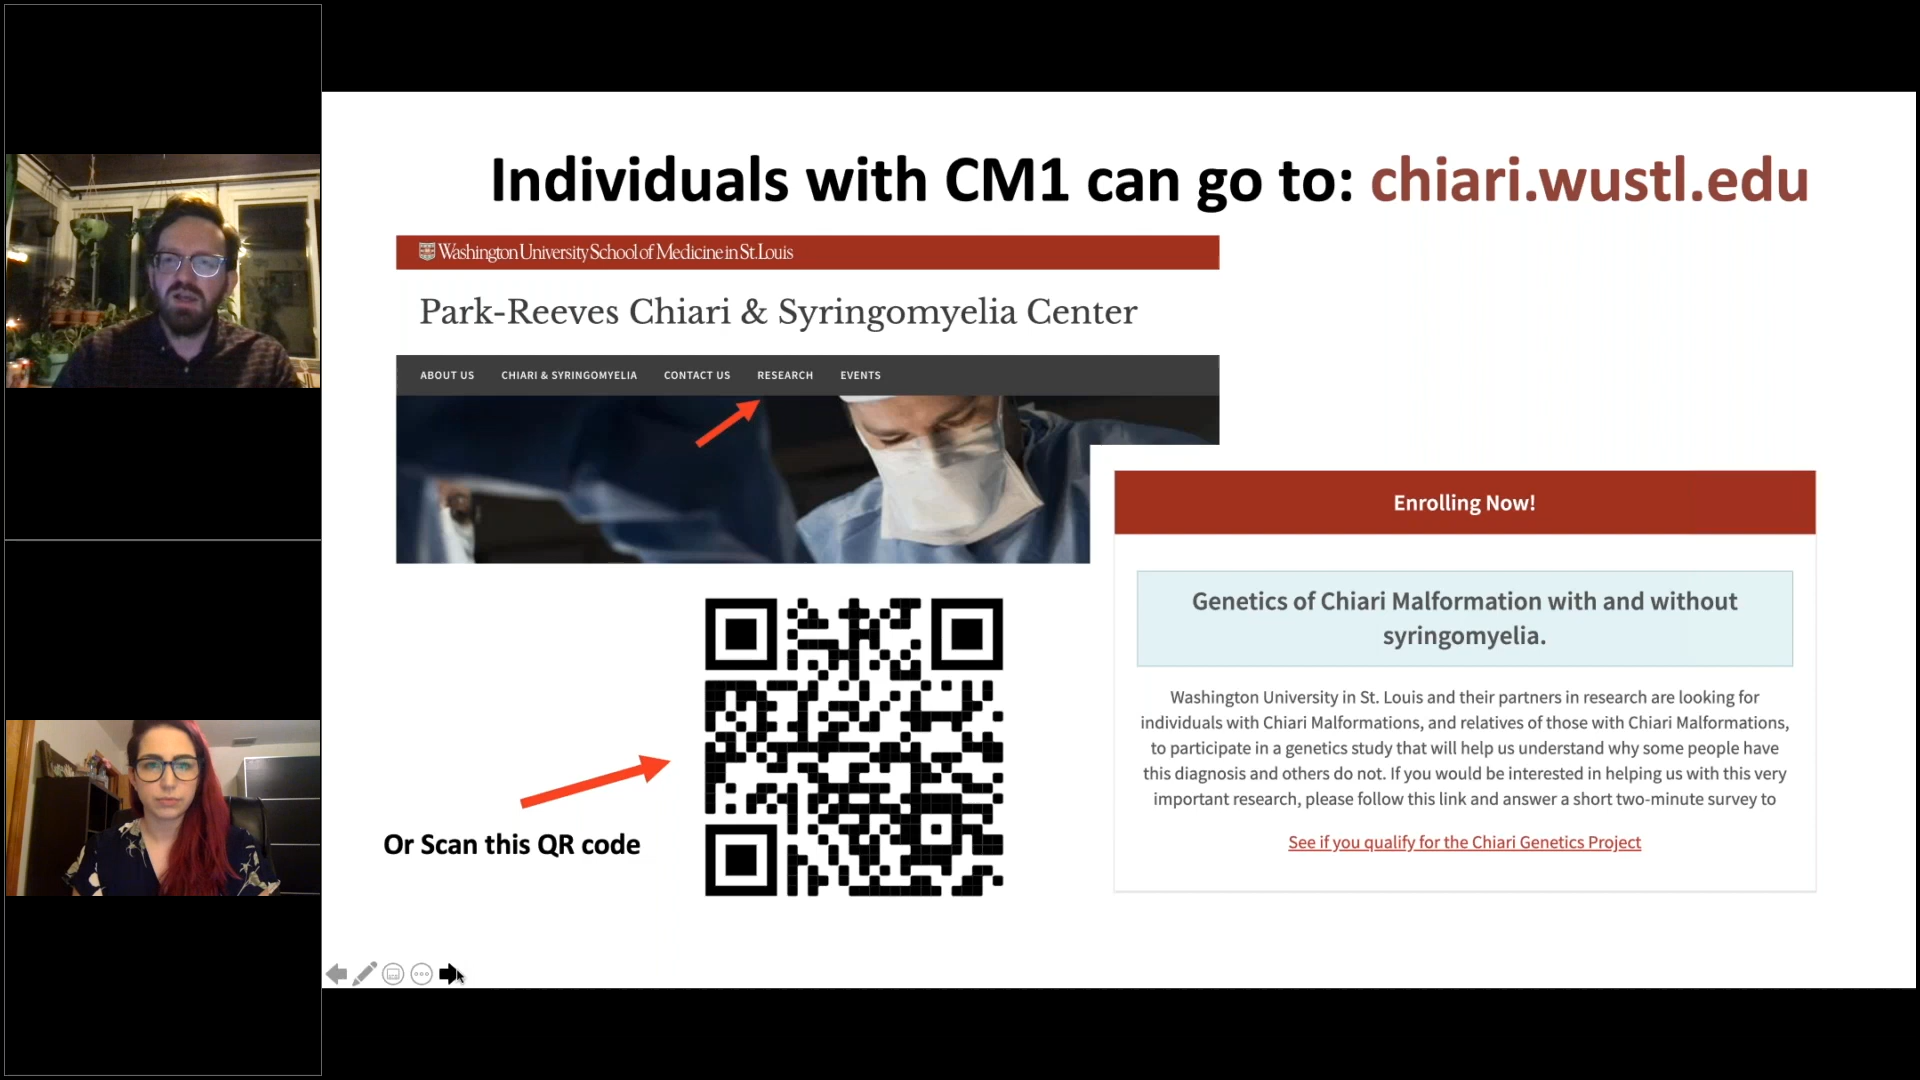 Individuals with CM1 can go to: chiari.wustl.edu
Washington University School of Medicine in St. Louis
Park-Reeves Chiari & Syringomyelia Center
ABOUT US CHIARI & SYRINGOMYELIA CONTACT US RESEARCH EVENTS
Enrolling Now!
Genetics of Chiari Malformation with and without
syringomyelia.
Washington University in St. Louis and their partners in research are looking for
individuals with Chiari Malformations, and relatives of those with Chiari Malformations,
to participate in a genetics study that will help us understand why some people have
this diagnosis and others do not. If you would be interested in helping us with this very
important research, please follow this link and answer a short two-minute survey to
See if you qualify for the Chiari Genetics Project
Or Scan this QR code